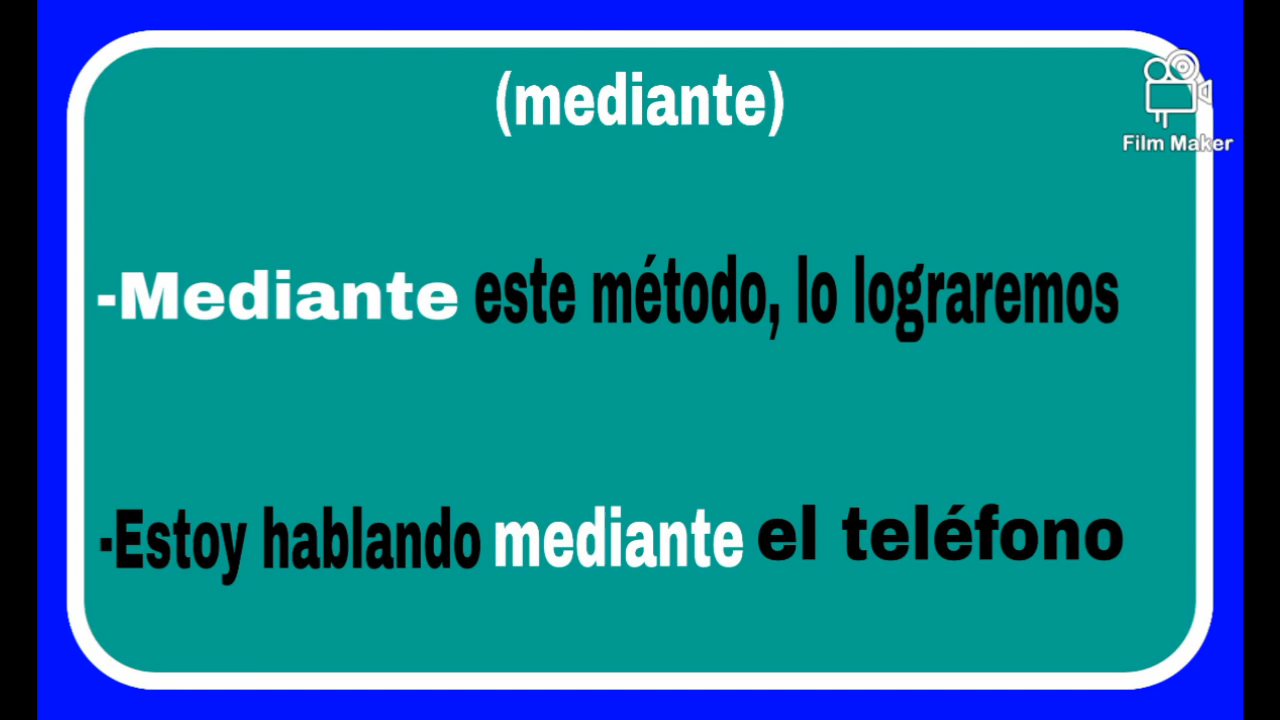 (mediante)
Film Maker
-Mediante este método, lo lograremos
-Estoy hablando mediante el teléfono